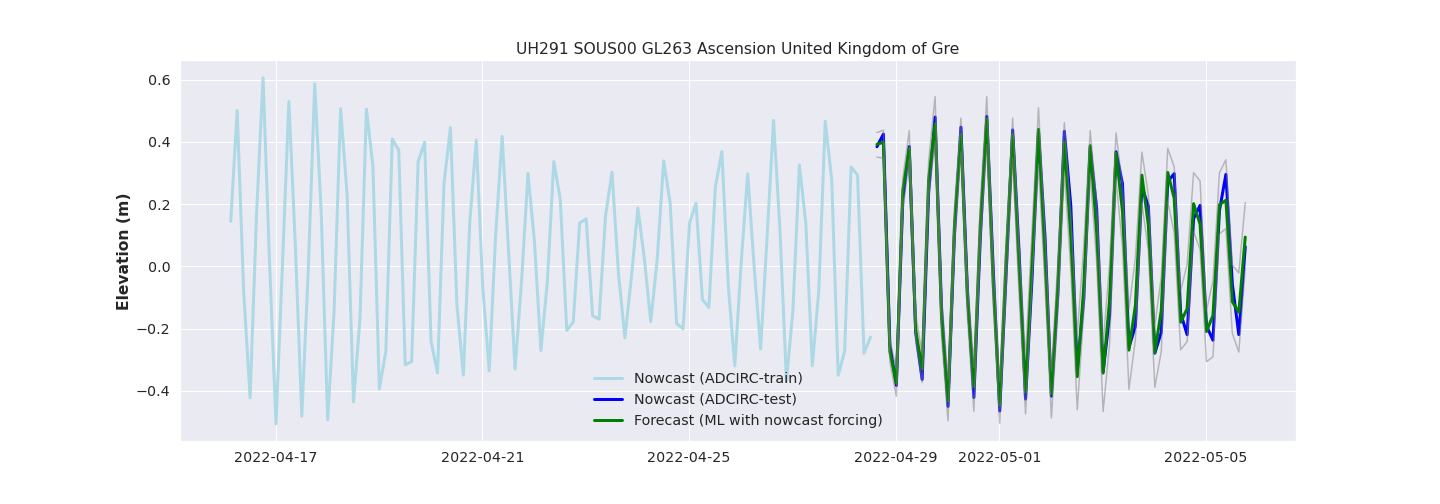 UH291 SOUS00 GL263 Ascension United Kingdom of Gre
Elevation (m)
0.6
0.4
0.2
0.0
−0.2
−0.4
Nowcast (ADCIRC-train)
Nowcast (ADCIRC-test)
Forecast (ML with nowcast forcing)
2022-04-17 2022-04-21 2022-04-25 2022-04-29 2022-05-01 2022-05-05